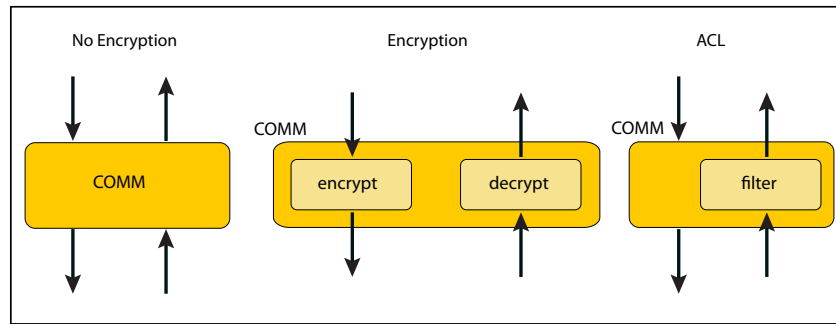 No Encryption
Encryption
ACL
COMM
COMM
COMM
encrypt
decrypt
filter